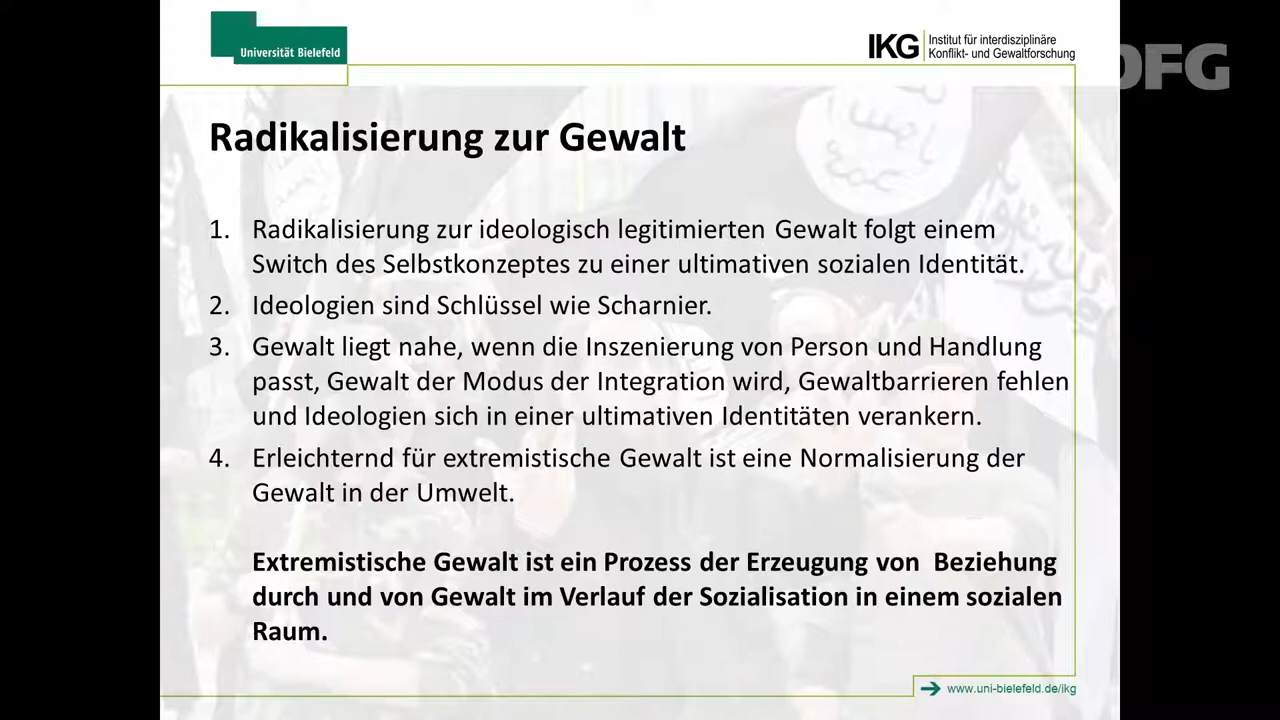 Universität Bielefeld
IKG Institut für interdisziplinäre
Konflikt- und Gewaltforschung
DFG
Radikalisierung zur Gewalt
1. Radikalisierung zur ideologisch legitimierten Gewalt folgt einem
Switch des Selbstkonzeptes zu einer ultimativen sozialen Identität.
2. Ideologien sind Schlüssel wie Scharnier.
3. Gewalt liegt nahe, wenn die Inszenierung von Person und Handlung
passt, Gewalt der Modus der Integration wird, Gewaltbarrieren fehlen
und Ideologien sich in einer ultimativen Identitäten verankern.
4. Erleichternd für extremistische Gewalt ist eine Normalisierung der
Gewalt in der Umwelt.
Extremistische Gewalt ist ein Prozess der Erzeugung von Beziehung
durch und von Gewalt im Verlauf der Sozialisation in einem sozialen
Raum.
www.uni-bielefeld.de/ikg